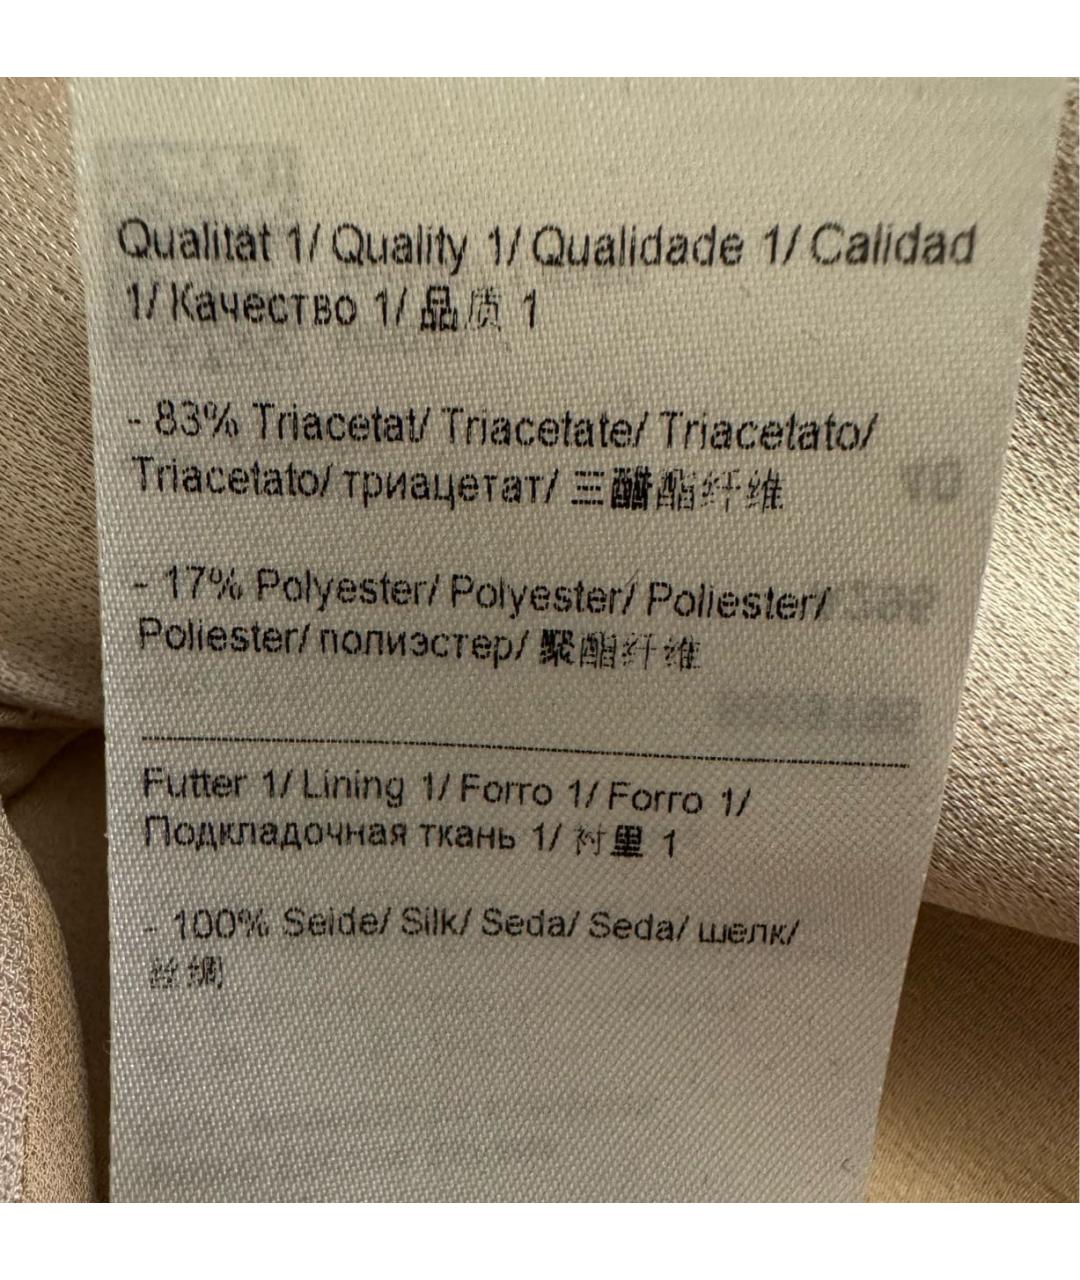 Qualität 1/ Quality 1/ Qualidade 1/ Calidad
1/ Качество 1/ 品质 1
- 83% Triacetat/ Triacetate/ Triacetato/
Triacetato/ триацетат/ 三醋酯纤维
- 17% Polyester/ Polyester/ Poliester/
Poliester/ полиэстер/ 聚酯纤维
Futter 1/ Lining 1/ Forro 1/ Forro 1/
Подкладочная ткань 1/ 衬里 1
- 100% Seide/ Silk/ Seda/ Seda/ шелк/
丝绸